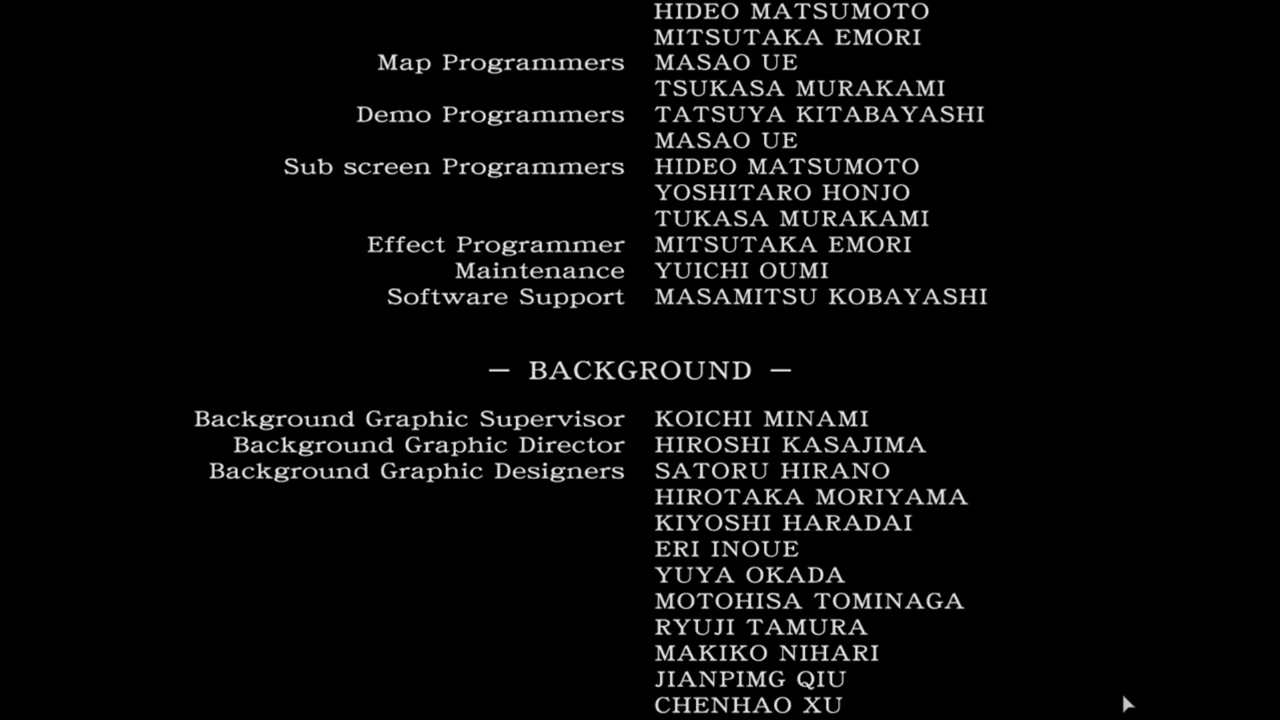 HIDEO MATSUMOTO
MITSUTAKA EMORI
Map Programmers MASAO UE
TSUKASA MURAKAMI
Demo Programmers TATSUYA KITABAYASHI
MASAO UE
Sub screen Programmers HIDEO MATSUMOTO
YOSHITARO HONJO
TUKASA MURAKAMI
Effect Programmer MITSUTAKA EMORI
Maintenance YUICHI OUMI
Software Support MASAMITSU KOBAYASHI
— BACKGROUND —
Background Graphic Supervisor KOICHI MINAMI
Background Graphic Director HIROSHI KASAJIMA
Background Graphic Designers SATORU HIRANO
HIROTAKA MORIYAMA
KIYOSHI HARADAI
ERI INOUE
YUYA OKADA
MOTOHISA TOMINAGA
RYUJI TAMURA
MAKIKO NIHARI
JIANPIMG QIU
CHENHAO XU